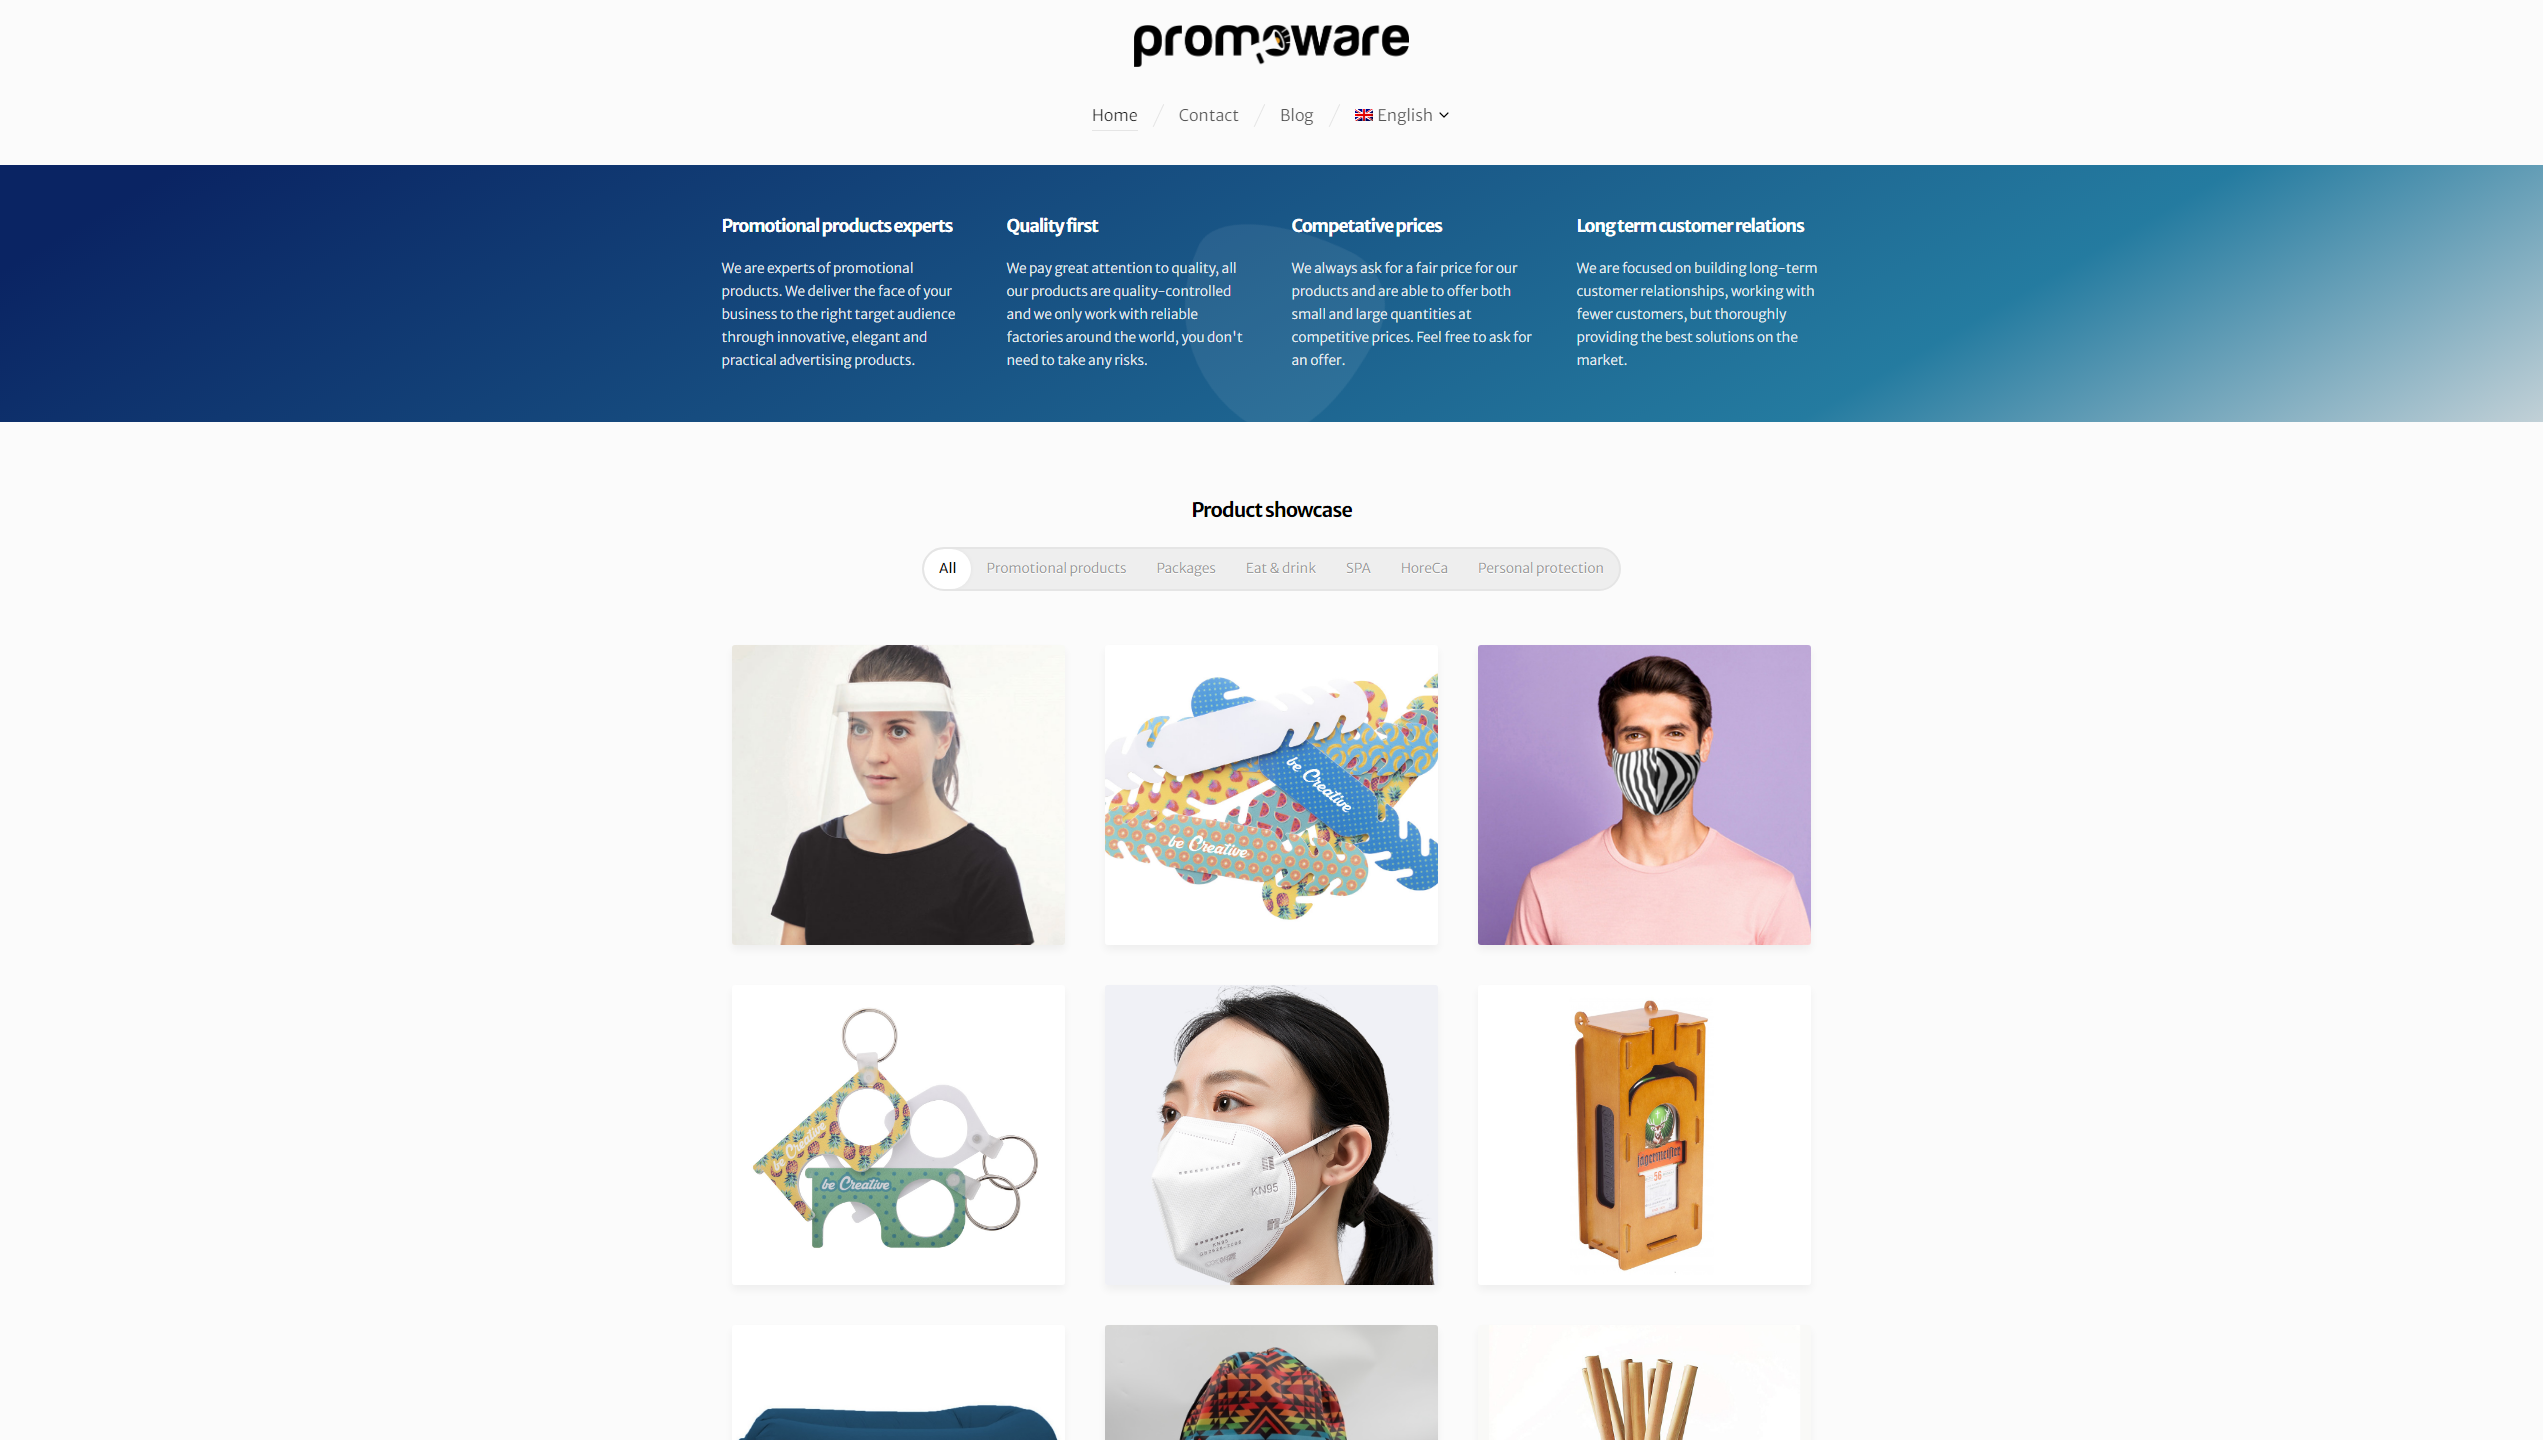 promoware
Home
Contact
Blog
English
Promotional products experts
We are experts of promotional
products. We deliver the face of your
business to the right target audience
through innovative, elegant and
practical advertising products.
Quality first
We pay great attention to quality, all
our products are quality-controlled
and we only work with reliable
factories around the world, you don't
need to take any risks.
Competative prices
We always ask for a fair price for our
products and are able to offer both
small and large quantities at
competitive prices. Feel free to ask for
an offer.
Long term customer relations
We are focused on building long-term
customer relationships, working with
fewer customers, but thoroughly
providing the best solutions on the
market.
Product showcase
All
Promotional products
Packages
Eat & drink
SPA
HoreCa
Personal protection
be Creative
be Creative
be Creative
be Creative
KN95
KN95
Jägermeister
56